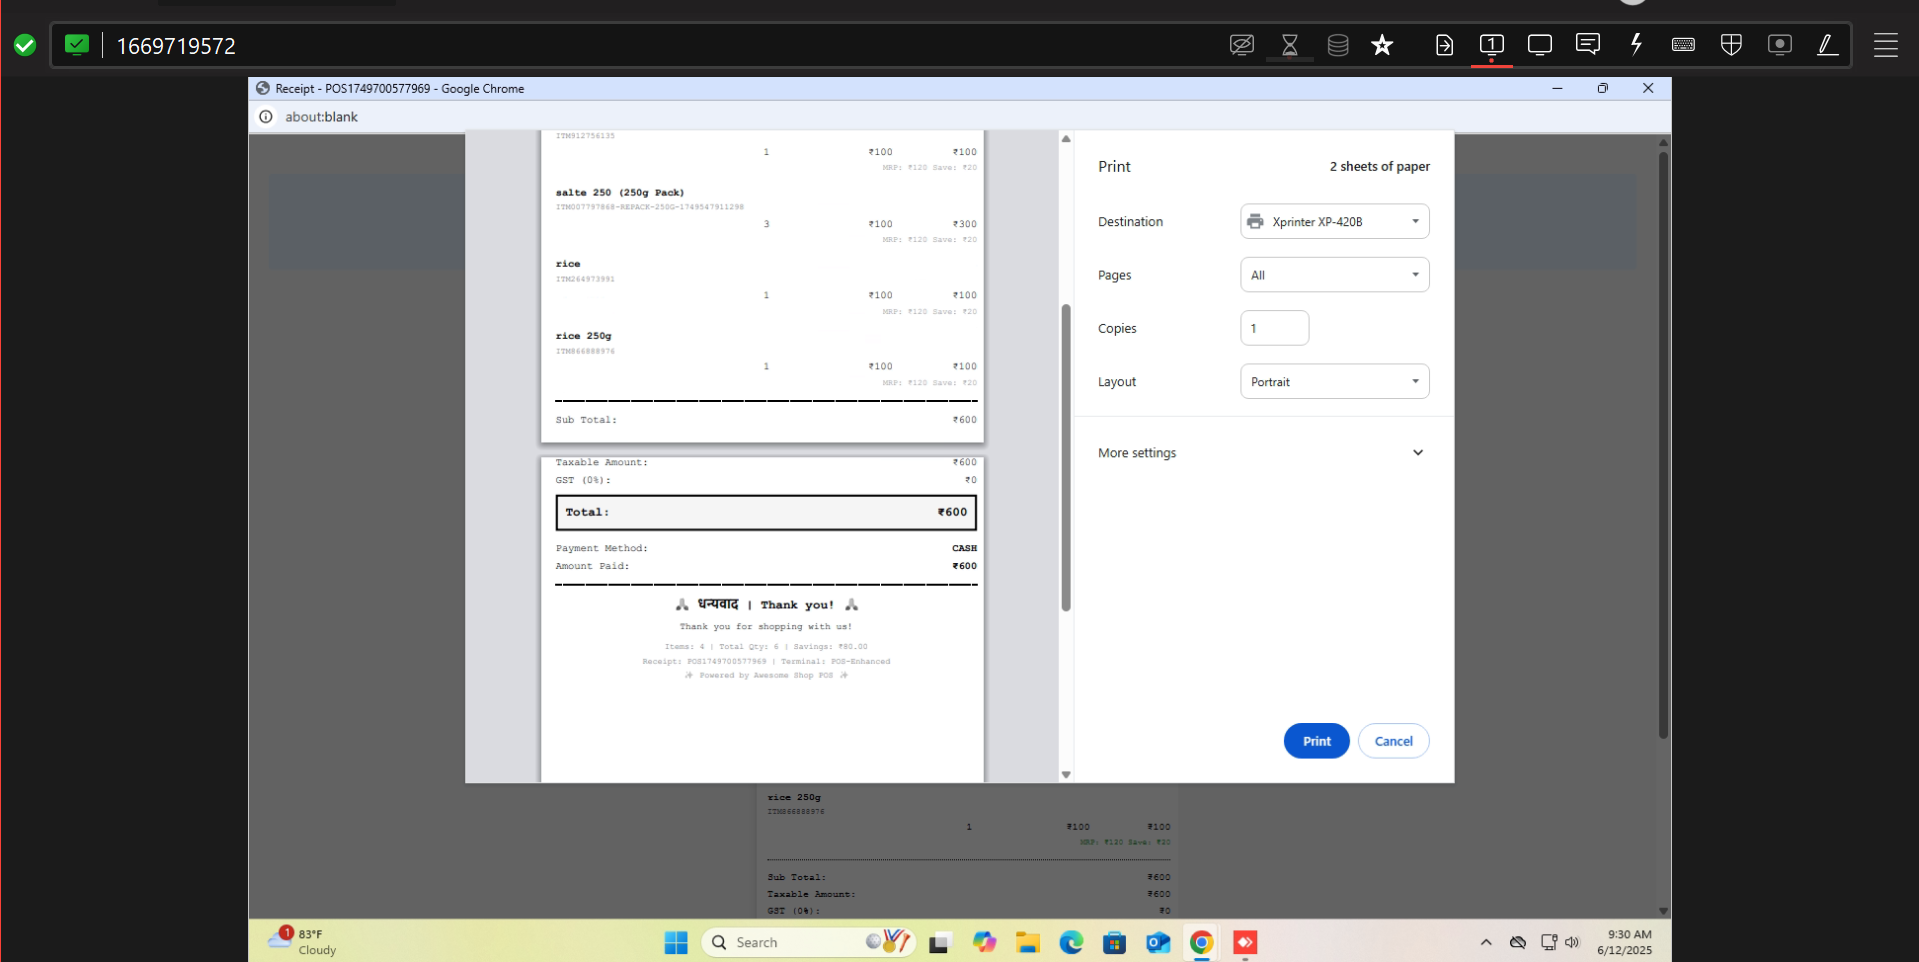 1669719572
1
Receipt - POS1749700577969 - Google Chrome
about:blank
ITM912756135
1 ₹100 ₹100
MRP: ₹120 Save: ₹20
salte 250 (250g Pack)
ITM007797868-REPACK-250G-1749547911298
3 ₹100 ₹300
MRP: ₹120 Save: ₹20
rice
ITM264973991
1 ₹100 ₹100
MRP: ₹120 Save: ₹20
rice 250g
ITM866888976
1 ₹100 ₹100
MRP: ₹120 Save: ₹20
Sub Total: ₹600
Taxable Amount: ₹600
GST (0%): ₹0
Total: ₹600
Payment Method: CASH
Amount Paid: ₹600
धन्यवाद | Thank you!
Thank you for shopping with us!
Items: 4 | Total Qty: 6 | Savings: ₹80.00
Receipt: POS1749700577969 | Terminal: POS-Enhanced
Powered by Awesome Shop POS
Print 2 sheets of paper
Destination Xprinter XP-420B
Pages All
Copies 1
Layout Portrait
More settings
Print Cancel
rice 250g
ITM866888976
1 ₹100 ₹100
MRP: ₹120 Save: ₹20
Sub Total: ₹600
Taxable Amount: ₹600
GST (0%): ₹0
1 83°F
Cloudy
Search
9:30 AM
6/12/2025